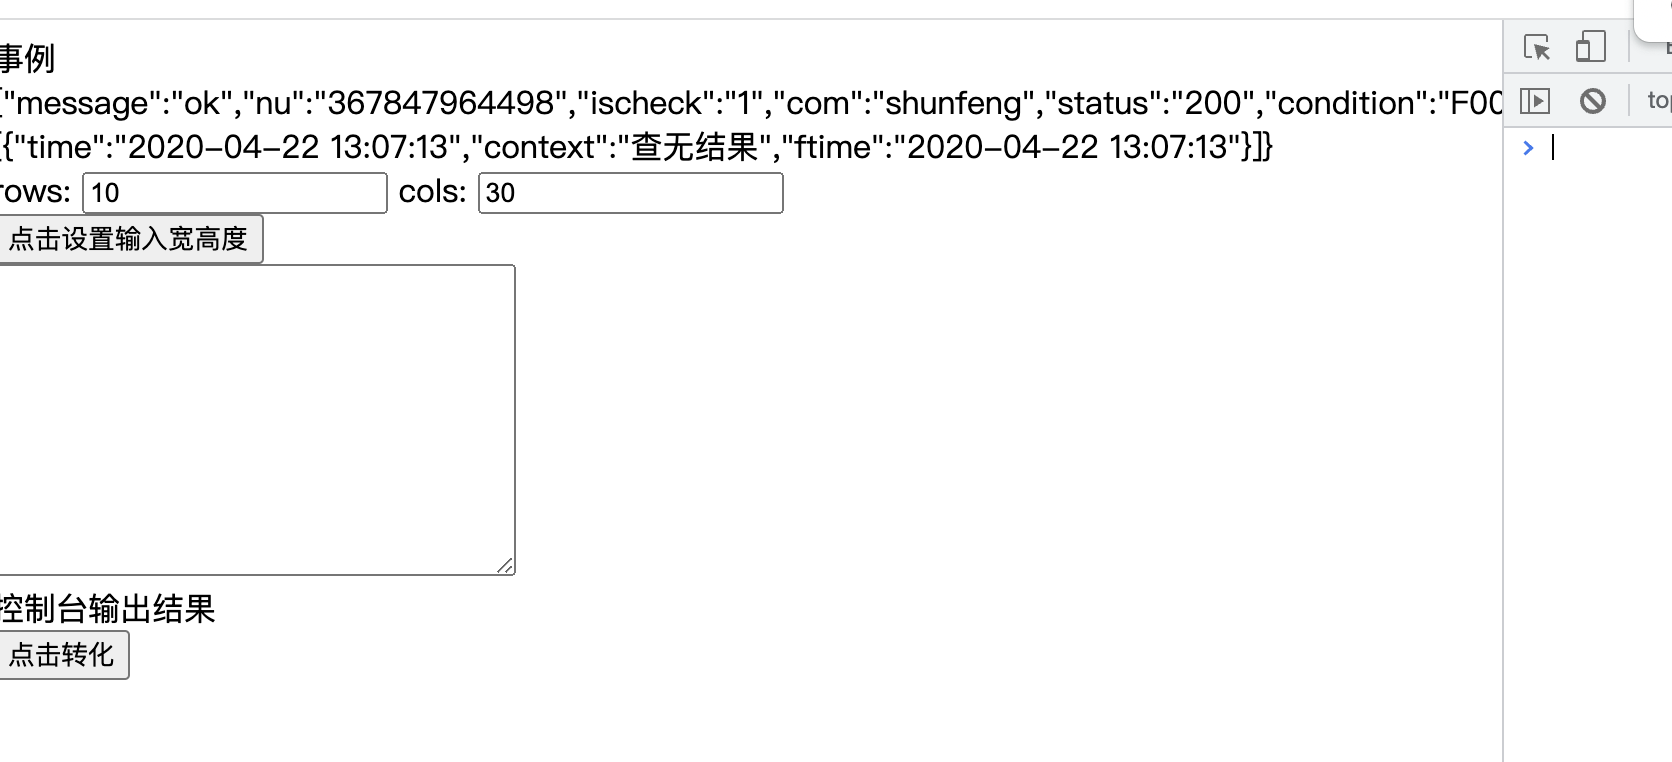 事例
{"message":"ok","nu":"367847964498","ischeck":"1","com":"shunfeng","status":"200","condition":"F00
[{"time":"2020-04-22 13:07:13","context":"查无结果","ftime":"2020-04-22 13:07:13"}]}
rows: 10 cols: 30
点击设置输入宽高度
控制台输出结果
点击转化
top